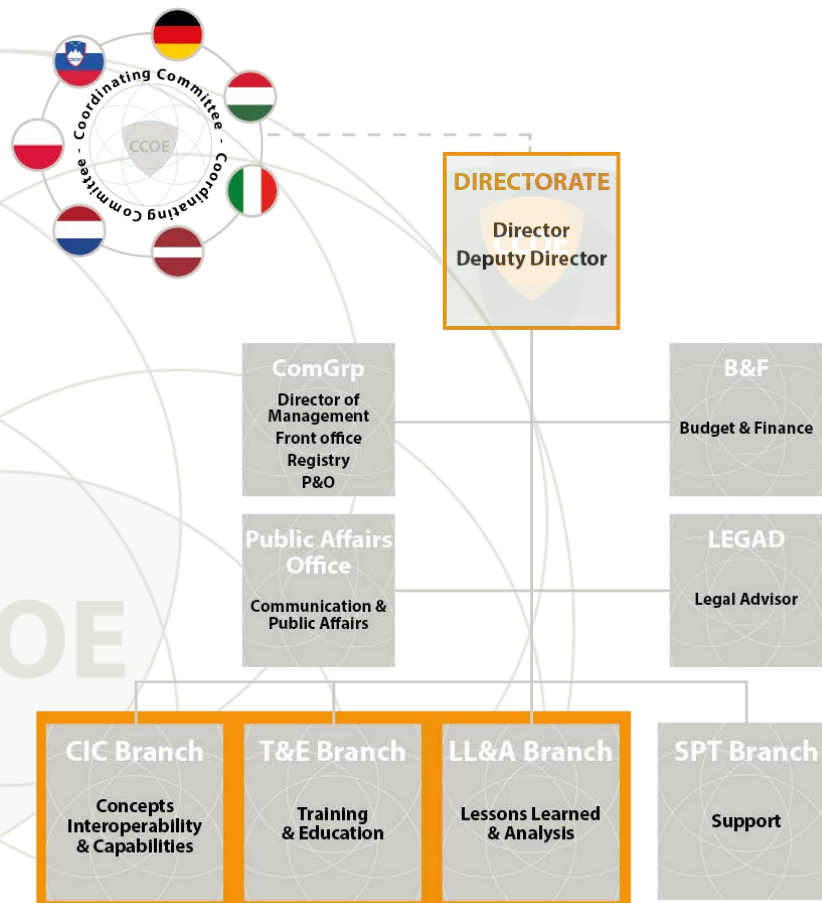 Coordinating Committee - Coordinating Committee -
CCOE
DIRECTORATE
CCOE
Director
Deputy Director
ComGrp
Director of
Management
Front office
Registry
P&O
B&F
Budget & Finance
Public Affairs
Office
Communication &
Public Affairs
LEGAD
Legal Advisor
OE
CIC Branch
Concepts
Interoperability
& Capabilities
T&E Branch
Training
& Education
LL&A Branch
Lessons Learned
& Analysis
SPT Branch
Support